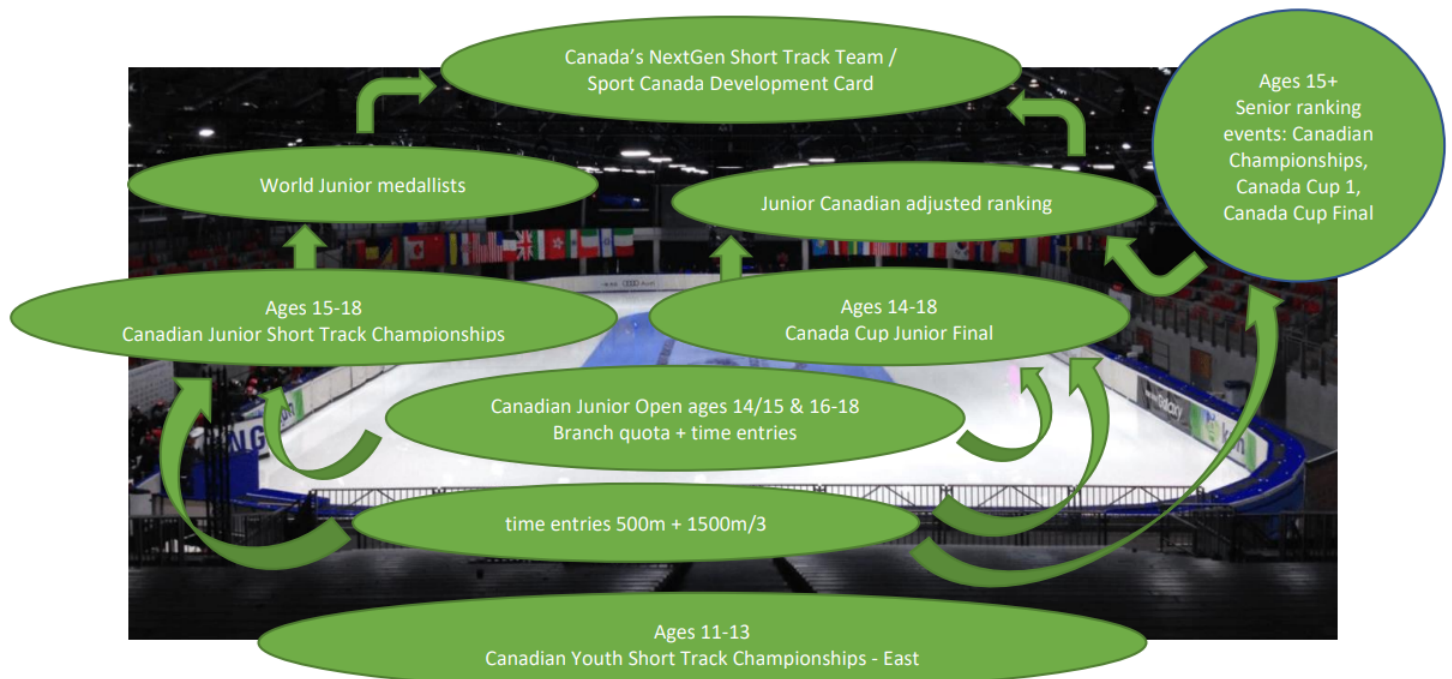 Canada's NextGen Short Track Team /
Sport Canada Development Card
Ages 15+
Senior ranking
events: Canadian
Championships,
Canada Cup 1,
Canada Cup Final
World Junior medallists
Junior Canadian adjusted ranking
Ages 15-18
Canadian Junior Short Track Championships
Ages 14-18
Canada Cup Junior Final
Canadian Junior Open ages 14/15 & 16-18
Branch quota + time entries
time entries 500m + 1500m/3
Ages 11-13
Canadian Youth Short Track Championships - East
Audi
Galaxy